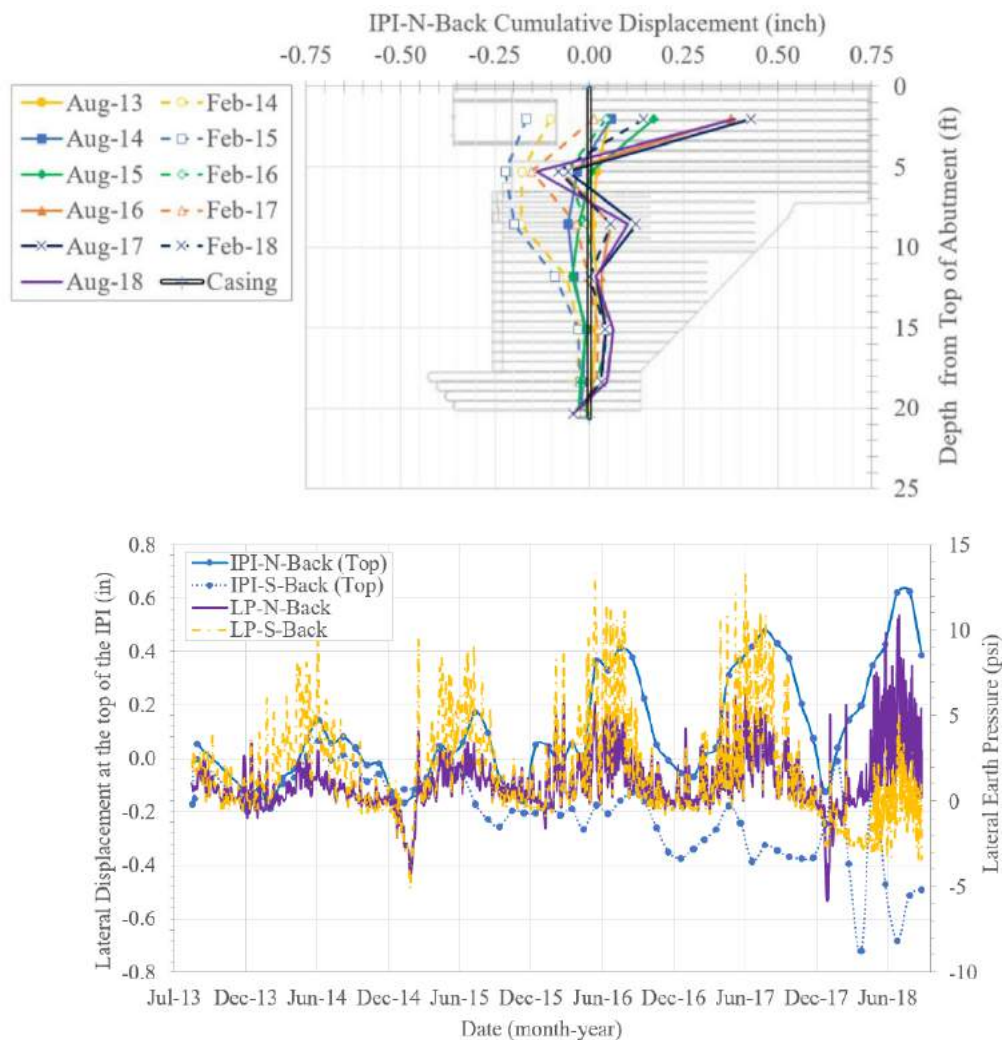 IPI-N-Back Cumulative Displacement (inch)
-0.75 -0.50 -0.25 0.00 0.25 0.50 0.75
Aug-13 Feb-14
Aug-14 Feb-15
Aug-15 Feb-16
Aug-16 Feb-17
Aug-17 Feb-18
Aug-18 Casing
0
5
10
15
20
25
Depth from Top of Abutment (ft)
IPI-N-Back (Top)
IPI-S-Back (Top)
LP-N-Back
LP-S-Back
Lateral Displacement at the top of the IPI (in)
0.8
0.6
0.4
0.2
0.0
-0.2
-0.4
-0.6
-0.8
15
10
5
0
-5
-10
Lateral Earth Pressure (psi)
Jul-13 Dec-13 Jun-14 Dec-14 Jun-15 Dec-15 Jun-16 Dec-16 Jun-17 Dec-17 Jun-18
Date (month-year)